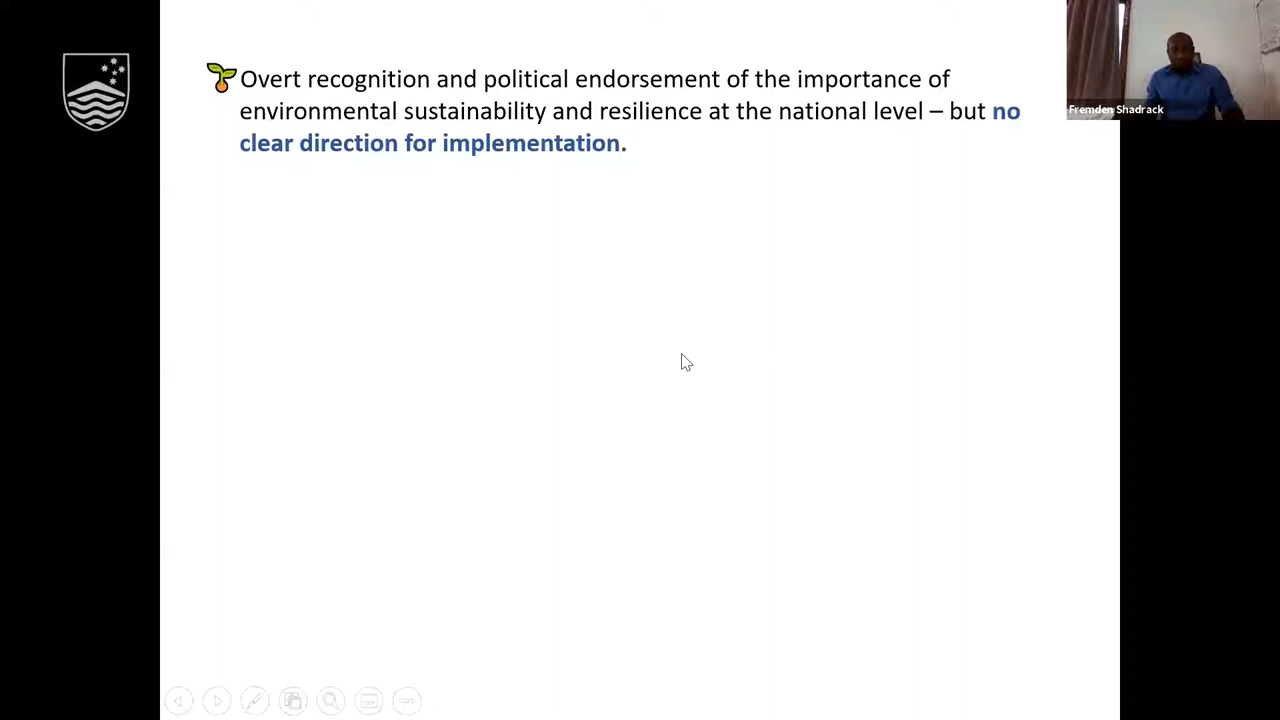 Overt recognition and political endorsement of the importance of
environmental sustainability and resilience at the national level – but no
clear direction for implementation.
Fremden Shadrack